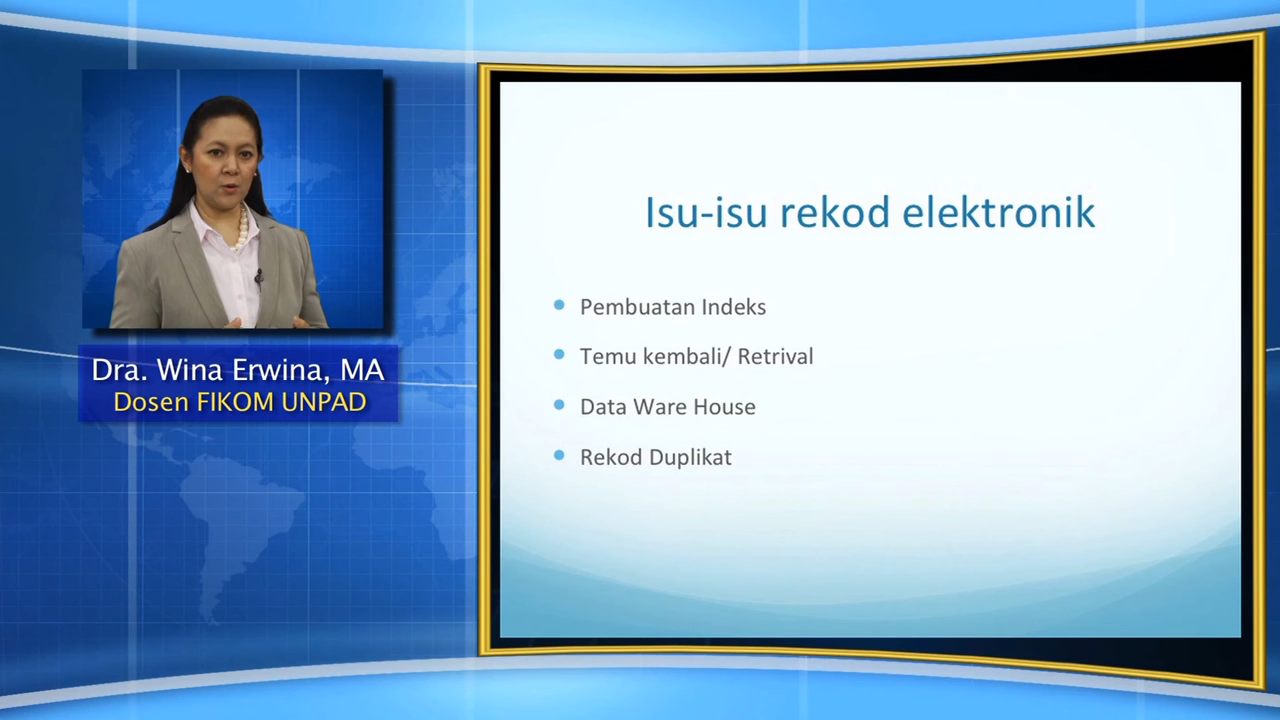 Dra. Wina Erwina, MA
Dosen FIKOM UNPAD
Isu-isu rekod elektronik
Pembuatan Indeks
Temu kembali/ Retrival
Data Ware House
Rekod Duplikat